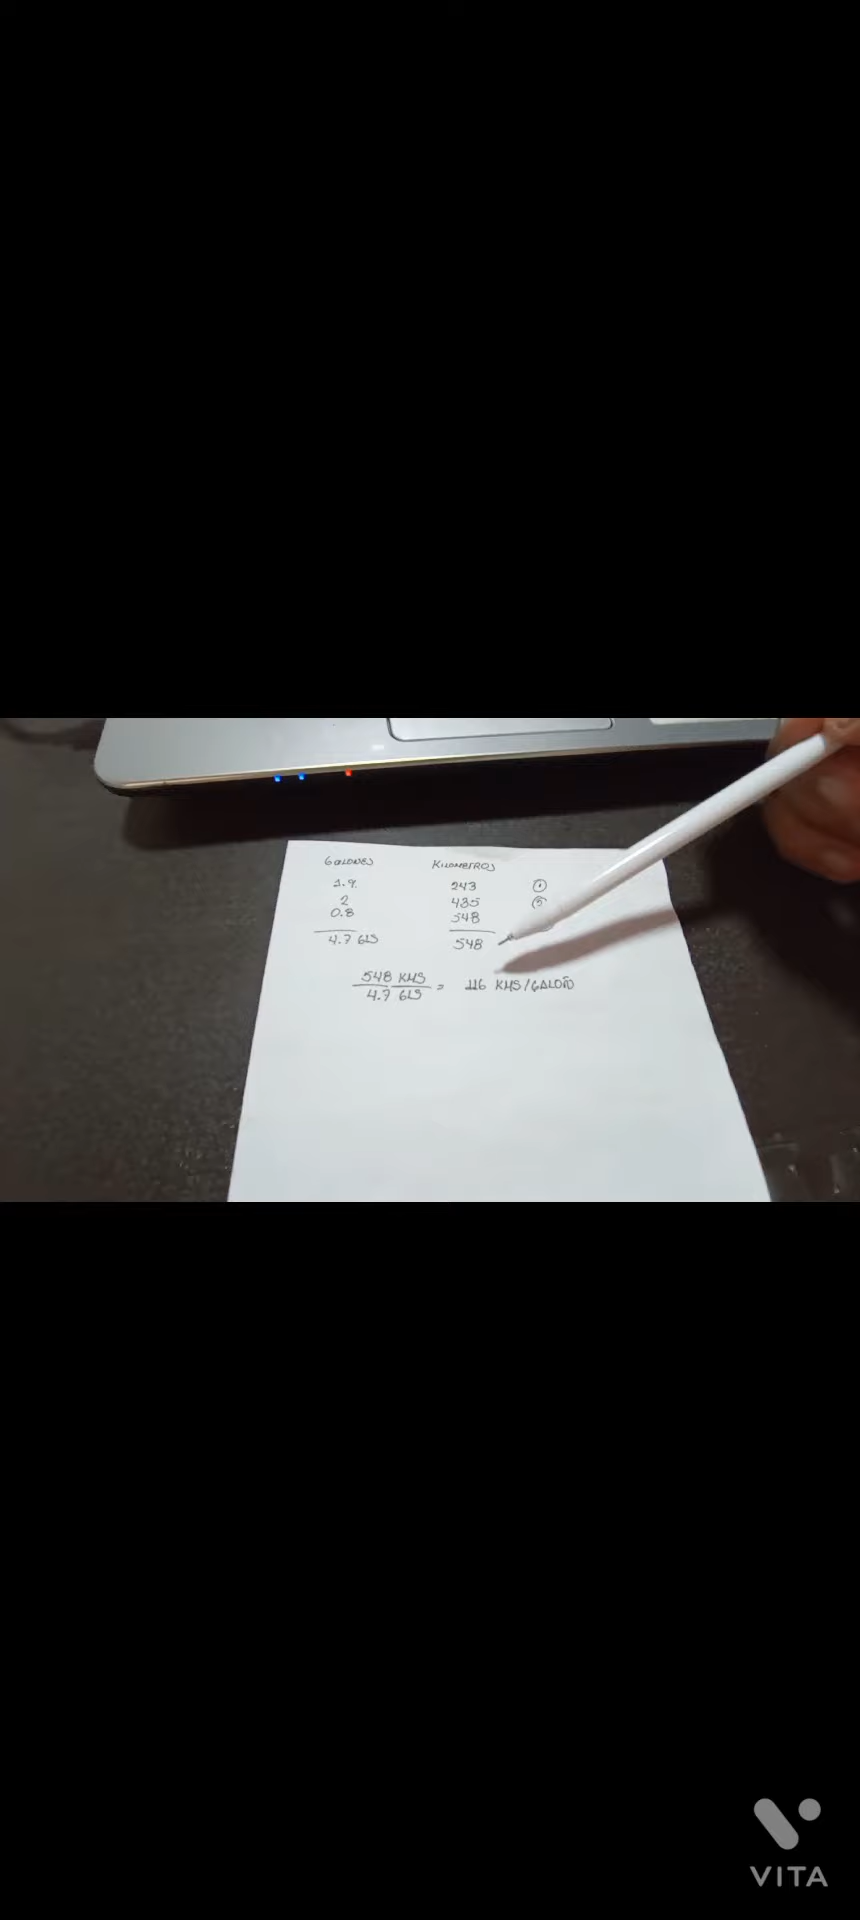 GALONES KILOMETROS
1.9 243 1
2 435
0.8 548
4.7 GLS 548
548 KMS
4.7 GLS = 116 KMS/GALON
VITA